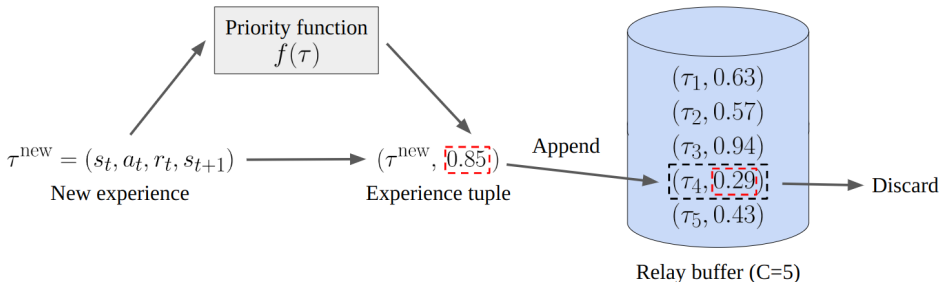 Priority function
f(τ)
τ^new = (s_t, a_t, r_t, s_{t+1})
New experience
(τ^new, 0.85)
Experience tuple
Append
(τ_1, 0.63)
(τ_2, 0.57)
(τ_3, 0.94)
(τ_4, 0.29)
(τ_5, 0.43)
Discard
Relay buffer (C=5)